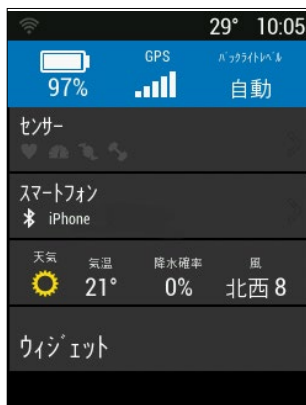 29° 10:05
GPS ﾊﾞｯｸﾗｲﾄﾚﾍﾞﾙ
97% 自動
センサー
スマートフォン
iPhone
天気 気温 降水確率 風
21° 0% 北西 8
ウィジェット